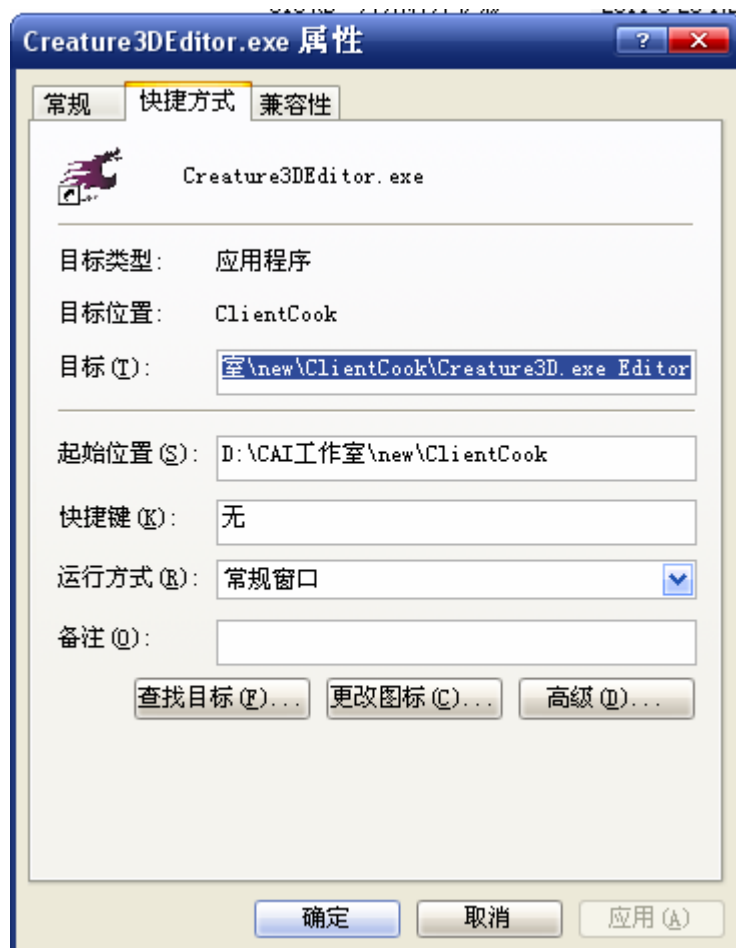 Creature3DEditor.exe 属性
常规 快捷方式 兼容性
Creature3DEditor.exe
目标类型: 应用程序
目标位置: ClientCook
目标(T): 室\new\ClientCook\Creature3D.exe Editor
起始位置(S): D:\CAI工作室\new\ClientCook
快捷键(K): 无
运行方式(R): 常规窗口
备注(O):
查找目标(F)... 更改图标(C)... 高级(D)...
确定 取消 应用(A)